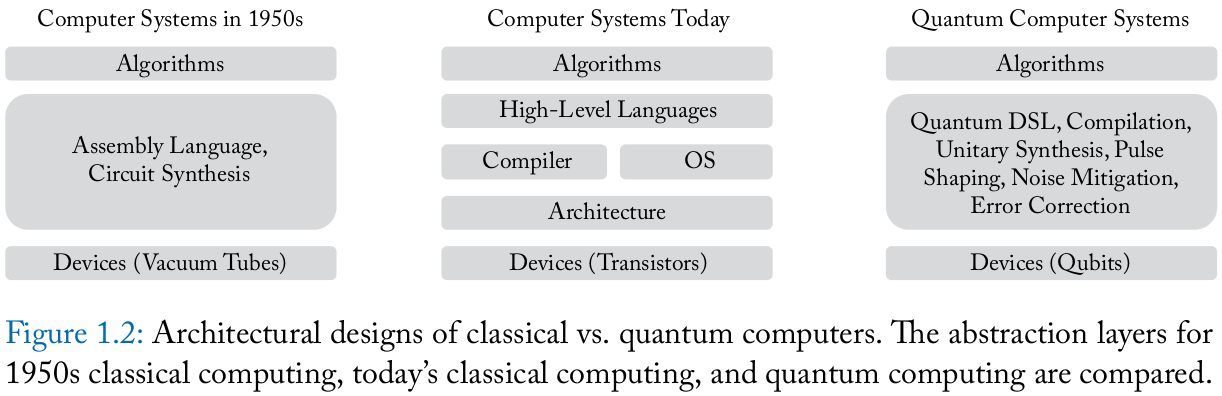 Computer Systems in 1950s
Algorithms
Assembly Language,
Circuit Synthesis
Devices (Vacuum Tubes)
Computer Systems Today
Algorithms
High-Level Languages
Compiler
OS
Architecture
Devices (Transistors)
Quantum Computer Systems
Algorithms
Quantum DSL, Compilation,
Unitary Synthesis, Pulse
Shaping, Noise Mitigation,
Error Correction
Devices (Qubits)
Figure 1.2: Architectural designs of classical vs. quantum computers. The abstraction layers for
1950s classical computing, today’s classical computing, and quantum computing are compared.